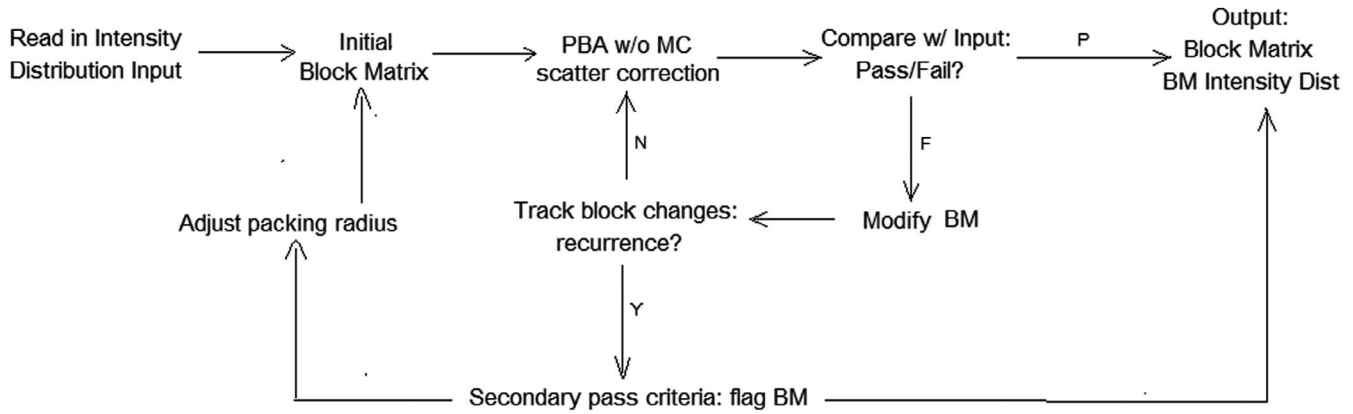 Read in Intensity
Distribution Input
Initial
Block Matrix
PBA w/o MC
scatter correction
Compare w/ Input:
Pass/Fail?
P
Output:
Block Matrix
BM Intensity Dist
N
F
Adjust packing radius
Track block changes:
recurrence?
Modify BM
Y
Secondary pass criteria: flag BM